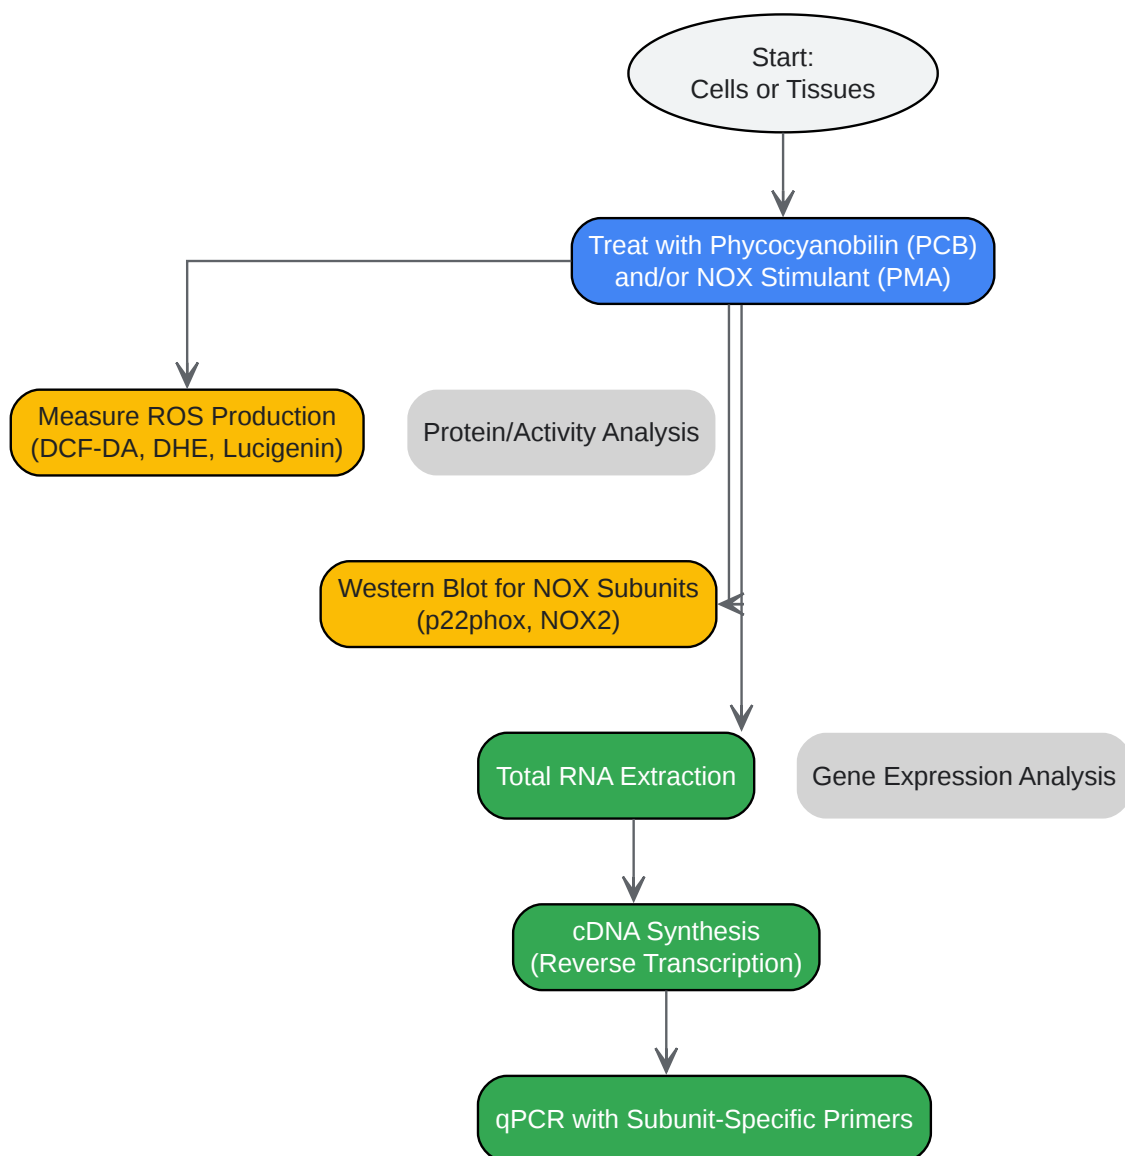 Start:
Cells or Tissues
Treat with Phycocyanobilin (PCB)
and/or NOX Stimulant (PMA)
Measure ROS Production
(DCF-DA, DHE, Lucigenin)
Protein/Activity Analysis
Western Blot for NOX Subunits
(p22phox, NOX2)
Total RNA Extraction
Gene Expression Analysis
cDNA Synthesis
(Reverse Transcription)
qPCR with Subunit-Specific Primers